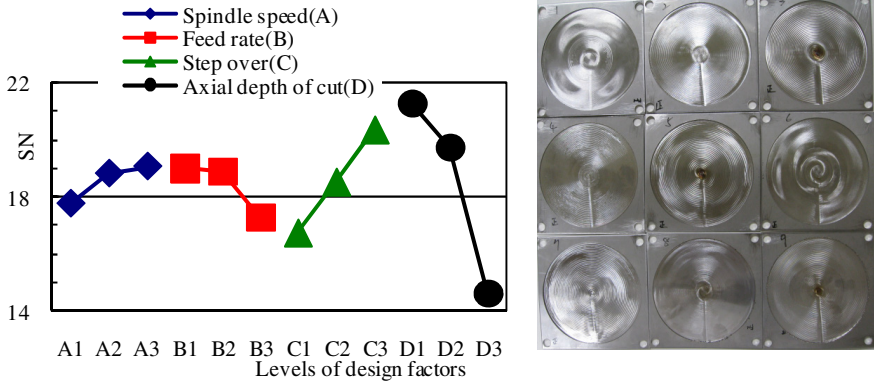 Spindle speed(A)
Feed rate(B)
Step over(C)
Axial depth of cut(D)
22
18
14
SN
A1 A2 A3 B1 B2 B3 C1 C2 C3 D1 D2 D3
Levels of design factors